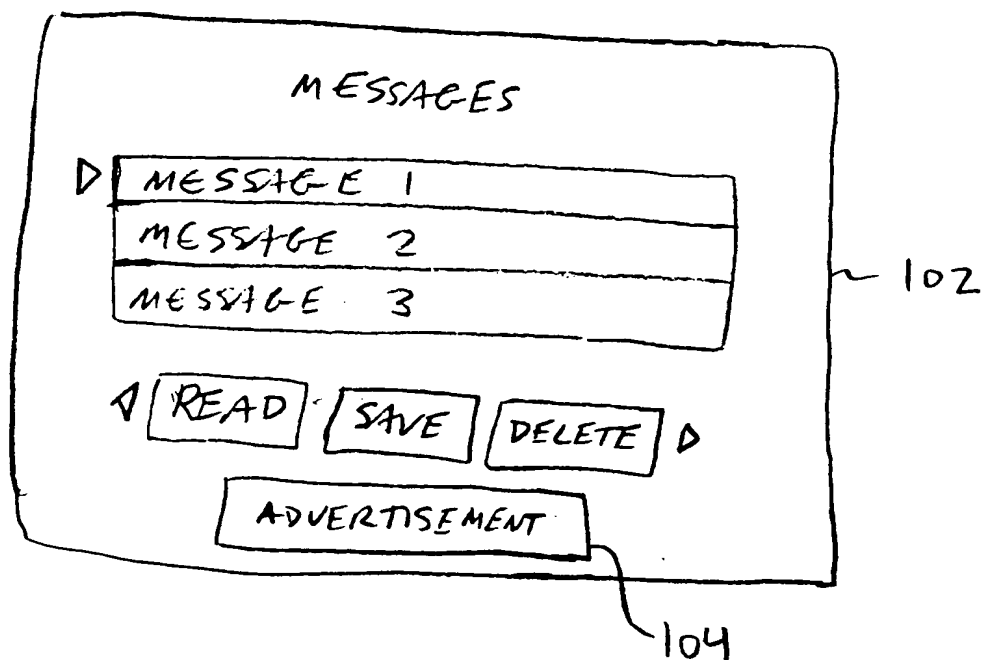 MESSAGES
MESSAGE 1
MESSAGE 2
MESSAGE 3
102
READ SAVE DELETE
ADVERTISEMENT
104